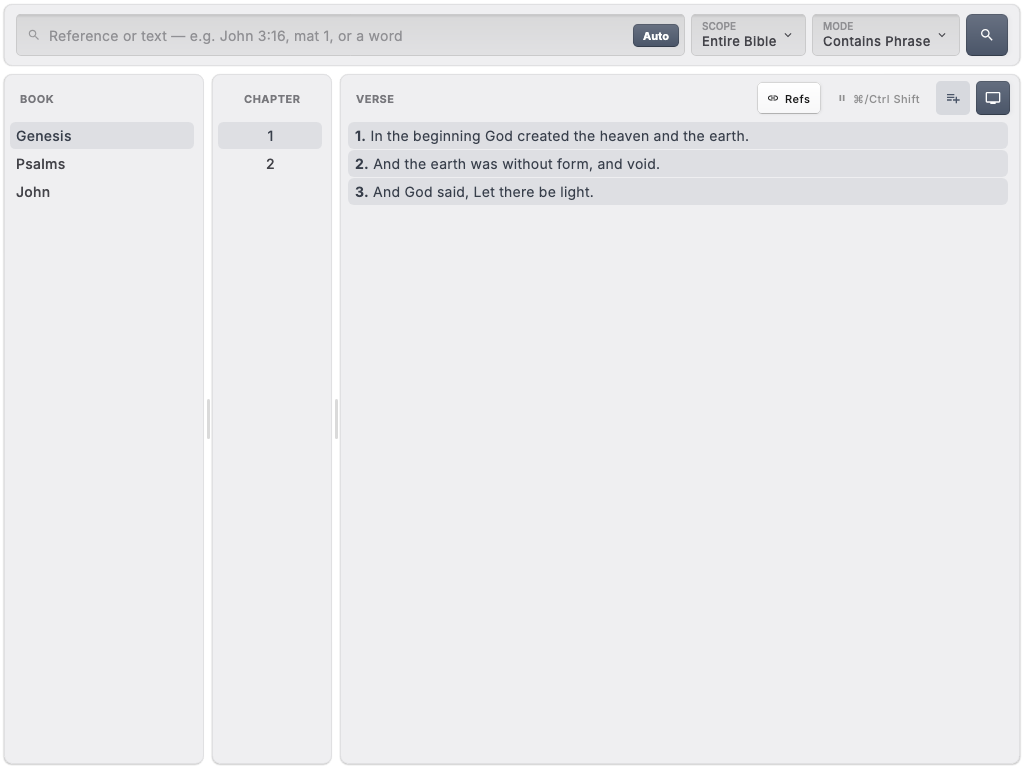 Reference or text — e.g. John 3:16, mat 1, or a word
Auto
SCOPE
Entire Bible
MODE
Contains Phrase
BOOK
Genesis
Psalms
John
CHAPTER
1
2
VERSE
Refs
⌘/Ctrl Shift
1. In the beginning God created the heaven and the earth.
2. And the earth was without form, and void.
3. And God said, Let there be light.